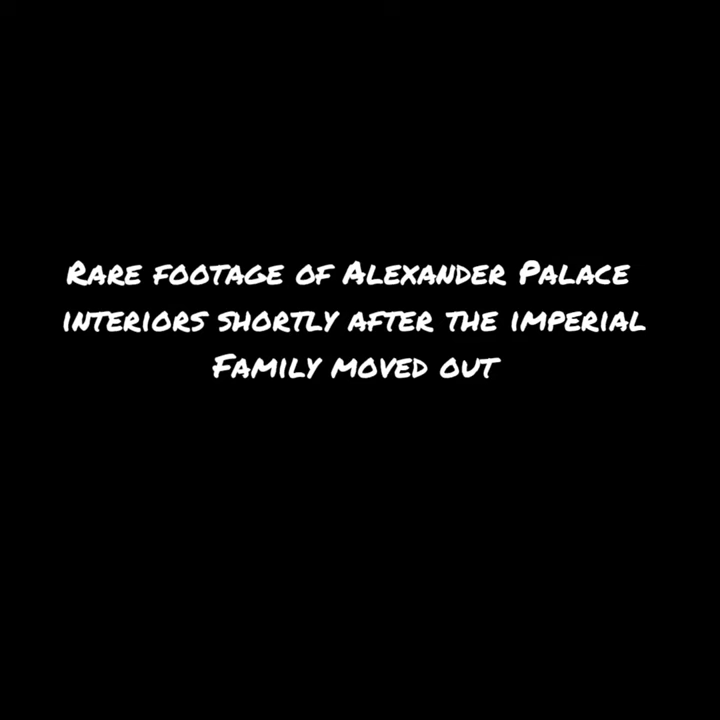 Rare footage of Alexander Palace
interiors shortly after the imperial
Family moved out